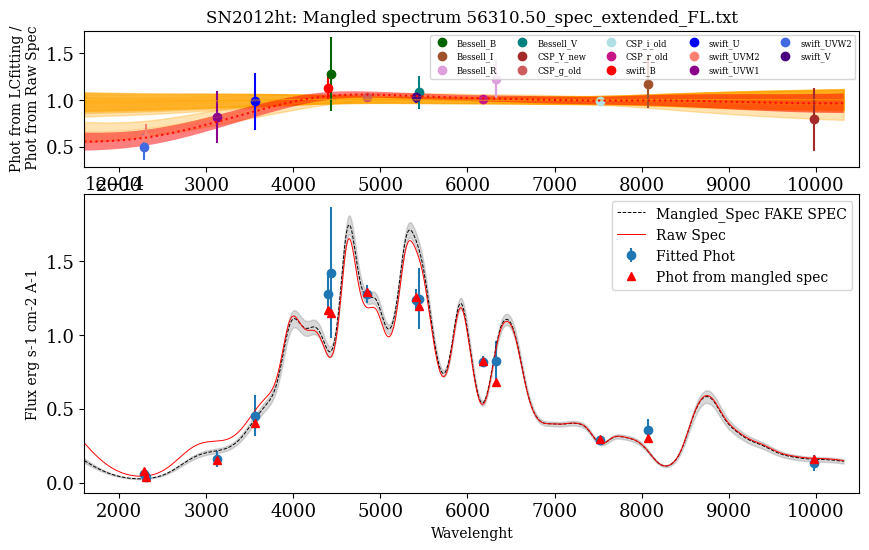 SN2012ht: Mangled spectrum 56310.50_spec_extended_FL.txt
Phot from LCfitting /
Phot from Raw Spec
1.5
1.0
0.5
Bessell_B Bessell_V CSP_i_old swift_U swift_UVW2
Bessell_I CSP_Y_new CSP_r_old swift_UVM2 swift_V
Bessell_R CSP_g_old swift_B swift_UVW1
2000 3000 4000 5000 6000 7000 8000 9000 10000
Flux erg s-1 cm-2 A-1
1.5
1.0
0.5
0.0
Mangled_Spec FAKE SPEC
Raw Spec
Fitted Phot
Phot from mangled spec
2000 3000 4000 5000 6000 7000 8000 9000 10000
Wavelenght